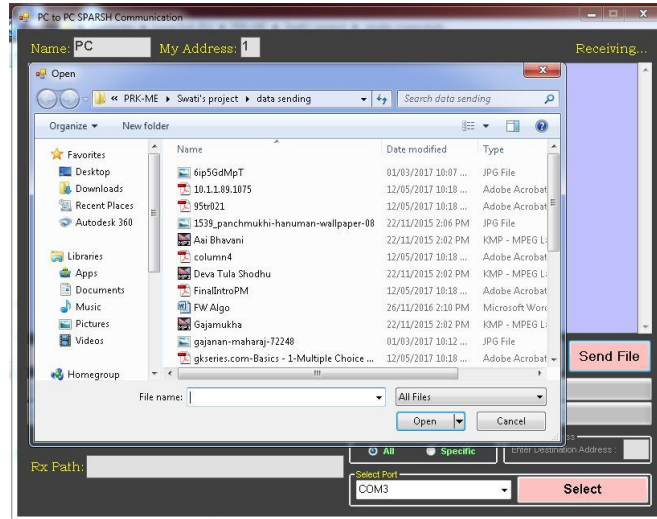 PC to PC SPARSH Communication
Name: PC My Address: 1 Receiving...
Open
« PRK-ME ▸ Swati's project ▸ data sending Search data sending
Organize New folder
Name Date modified Type
Favorites
Desktop
Downloads
Recent Places
Autodesk 360
Libraries
Apps
Documents
Music
Pictures
Videos
Homegroup
6ip5GdMpT 01/03/2017 10:07 ... JPG File
10.1.1.89.1075 12/05/2017 10:18 ... Adobe Acrobat
95tr021 12/05/2017 10:18 ... Adobe Acrobat
1539_panchmukhi-hanuman-wallpaper-08 22/11/2015 2:06 PM JPG File
Aai Bhavani 22/11/2015 2:02 PM KMP - MPEG L
column4 12/05/2017 10:18 ... Adobe Acrobat
Deva Tula Shodhu 22/11/2015 2:02 PM KMP - MPEG L
FinalIntroPM 12/05/2017 10:18 ... Adobe Acrobat
FW Algo 26/11/2016 2:10 PM Microsoft Word
Gajamukha 22/11/2015 2:02 PM KMP - MPEG L
gajanan-maharaj-72248 01/03/2017 10:12 ... JPG File
gkseries.com-Basics - 1-Multiple Choice ... 12/05/2017 10:18 ... Adobe Acrobat
Send File
File name: All Files
Open Cancel
All Specific Enter Destination Address :
Rx Path:
Select Port
COM3 Select